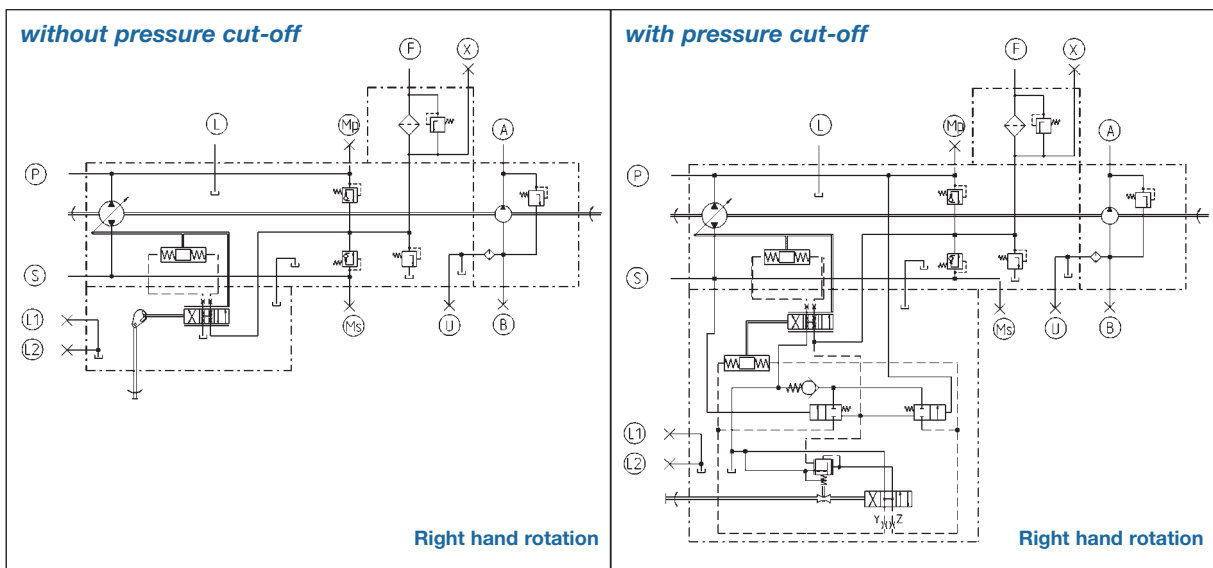 without pressure cut-off
F
X
L
Mp
A
P
S
L1
L2
Ms
U
B
Right hand rotation
with pressure cut-off
F
X
L
Mp
A
P
S
Ms
U
B
L1
L2
Y Z
Right hand rotation